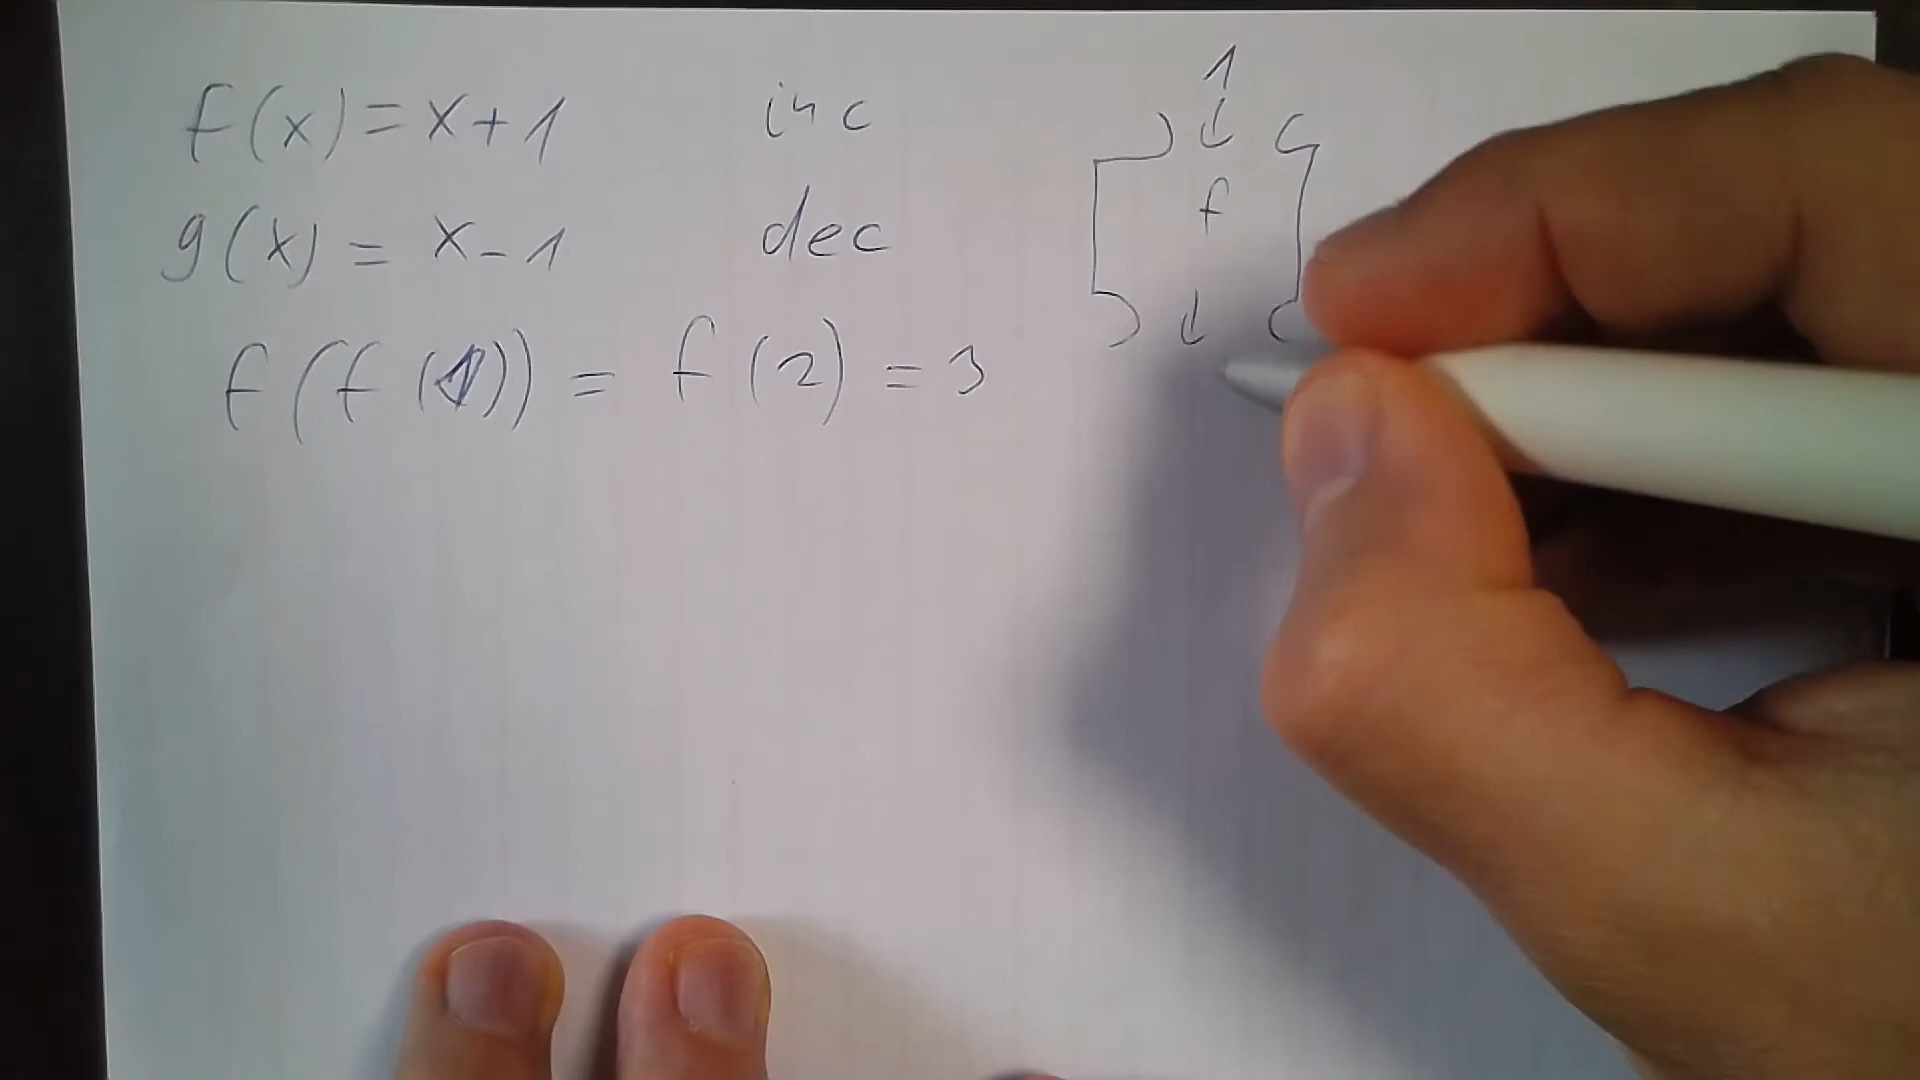 f(x) = x + 1 inc
g(x) = x - 1 dec
f(f(1)) = f(2) = 3
1
↓
f
↓